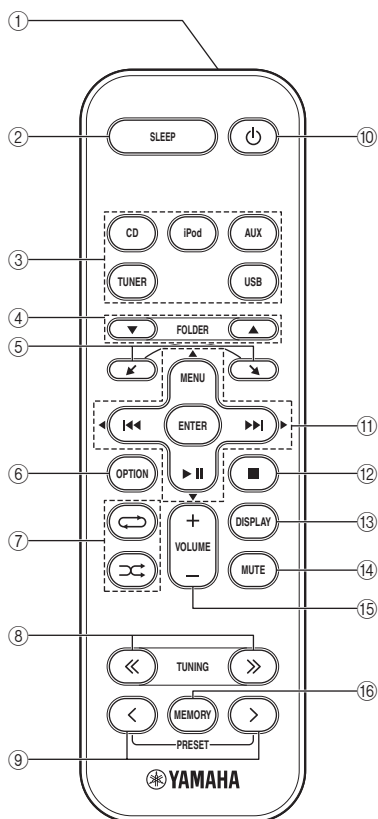 ①
② SLEEP ⑩
CD iPod AUX
③
TUNER USB
④ FOLDER
⑤
MENU
ENTER ⑪
⑥ OPTION ⑫
+ DISPLAY ⑬
⑦ VOLUME
– MUTE ⑭
⑮
⑧ TUNING
⑯
MEMORY
PRESET
⑨
YAMAHA